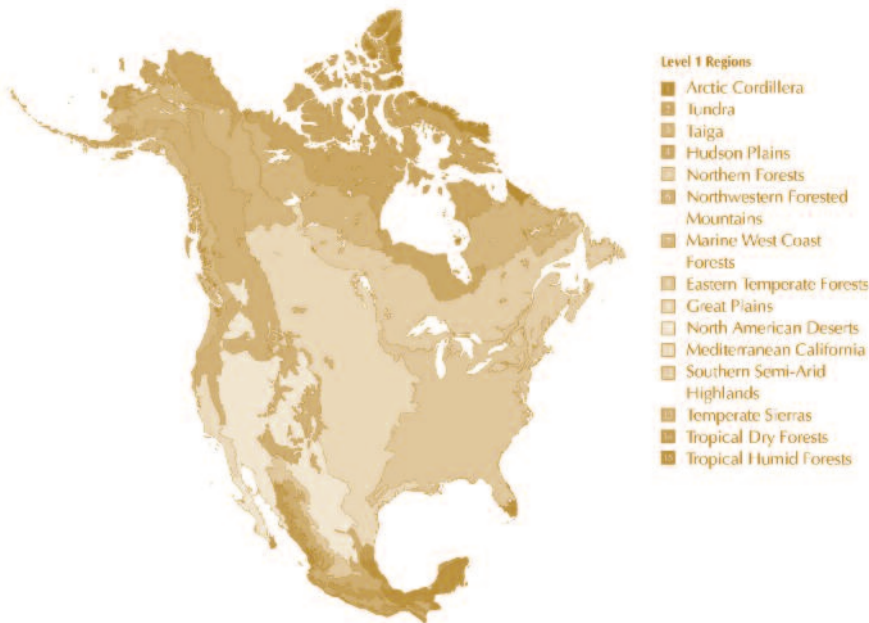 Level 1 Regions
1 Arctic Cordillera
Tundra
Taiga
Hudson Plains
Northern Forests
Northwestern Forested
Mountains
Marine West Coast
Forests
Eastern Temperate Forests
Great Plains
North American Deserts
Mediterranean California
Southern Semi-Arid
Highlands
Temperate Sierras
Tropical Dry Forests
15 Tropical Humid Forests